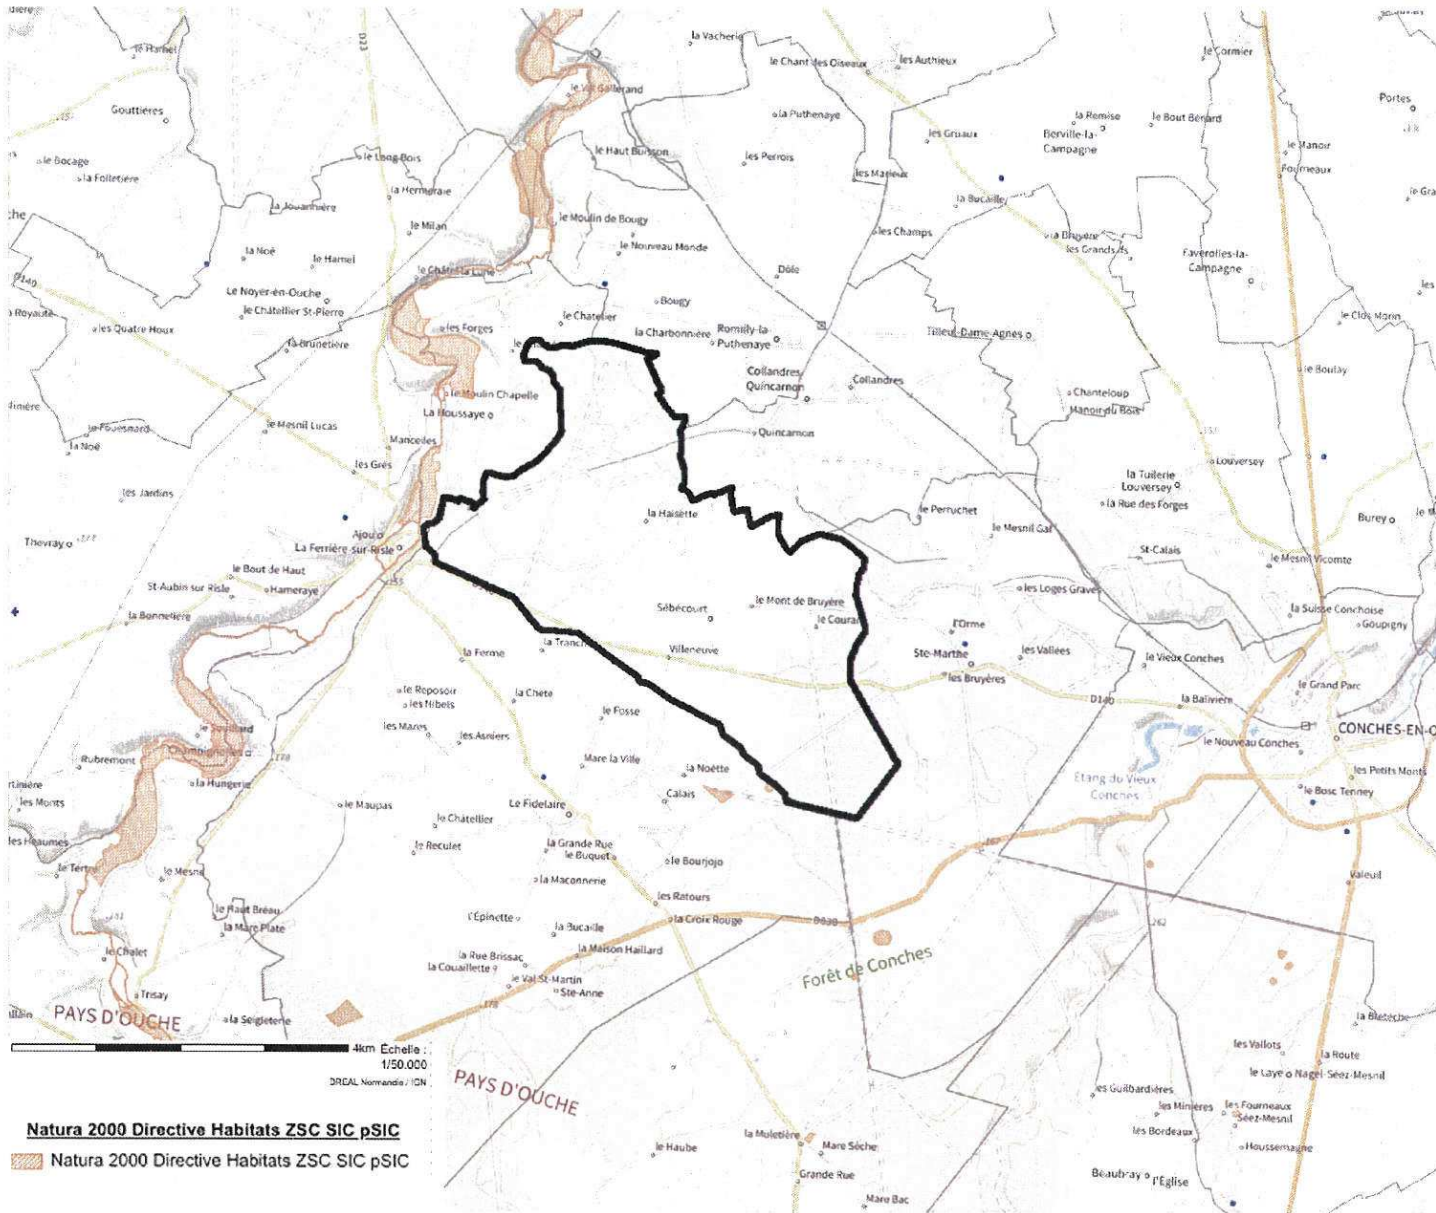 le Hamel
D23
la Vacherie
le Chant des Oiseaux
les Authieux
le Cormier
Gouttières
Portes
la Puthenaye
la Remise
le Bout Bénard
Berville-la-
Campagne
les Gruaux
le Manoir
Fourneaux
le Bocage
la Folletière
le Long Bois
le Haut Buisson
les Perrois
les Marieux
la Hermeraie
la Bucaille
la Jouannière
le Milan
le Moulin de Bougy
le Nouveau Monde
les Champs
la Bruyère
la Noë
le Hamel
le Châtel-la-Lune
Dôle
Faverolles-la-
Campagne
D140
Le Noyer-en-Ouche
le Châtellier St-Pierre
Bougy
les Quatre Houx
la Brunetière
les Forges
le Chatelier
la Charbonnière
Romilly-la-
Puthenaye
Tilleul-Dame-Agnes
le Clos Morin
le Boulay
Collandres
Quincarnon
Collandres
Chanteloup
Manoir du Bois
le Moulin Chapelle
La Houssaye
le Fouesnard
la Noë
le Mesnil Lucas
Mancelles
Quincarnon
les Grés
Louversey
la Tuilerie
Louversey
la Rue des Forges
les Jardins
la Haisette
le Perruchet
le Mesnil Gal
Burey
Thevray
Ajou
La Ferrière-sur-Risle
St-Calais
le Mesnil Vicomte
le Bout de Haut
St-Aubin sur Risle
Hameraye
la Bonnetière
Sébécourt
le Mont de Bruyère
les Loges Graves
la Suisse Conchoise
Goupigny
l'Orme
Ste-Marthe
les Vallées
les Bruyères
la Ferme
Villeneuve
le Vieux Conches
le Grand Parc
la Balivière
D140
le Reposoir
les Nibels
la Chete
le Fosse
les Mares
les Asniers
CONCHES-EN-O
le Nouveau Conches
Rubremont
la Hungerie
Mare la Ville
la Noëtte
Etang du Vieux
Conches
les Petits Monts
le Bosc Tenney
les Monts
le Maupas
Le Fidelaire
Calais
le Châtellier
les Heaumes
le Reculet
la Grande Rue
le Buquet
le Bourjojo
le Tertre
le Mesnil
la Maconnerie
Valeuil
les Ratours
le Haut Bréau
la Mare Plate
l'Épinette
la Croix Rouge
D830
la Bucaille
le Chalet
la Rue Brissac
la Couaillette
la Maison Haillard
Forêt de Conches
le Val St-Martin
Ste-Anne
Trisay
PAYS D'OUCHE
la Seigleterie
la Bletèche
4km Échelle :
1/50.000
DREAL Normandie / IGN
PAYS D'OUCHE
les Vallots
la Route
le Laye
Nagel-Séez-Mesnil
les Guilbardières
les Minières
les Fourneaux
Séez-Mesnil
les Bordeaux
Houssemagne
Natura 2000 Directive Habitats ZSC SIC pSIC
Natura 2000 Directive Habitats ZSC SIC pSIC
le Haube
la Muletière
Mare Sèche
Grande Rue
Beaubray
l'Église
Mare Bac